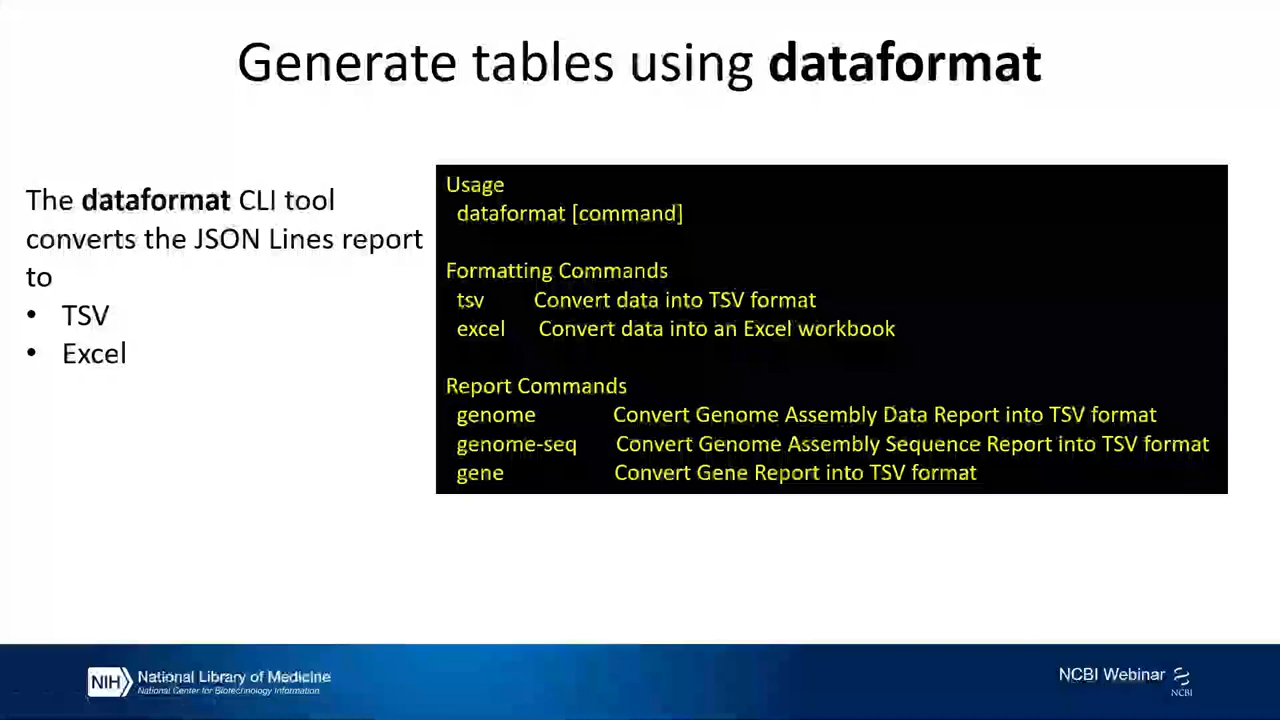 Generate tables using dataformat
The dataformat CLI tool
converts the JSON Lines report
to
• TSV
• Excel
Usage
dataformat [command]
Formatting Commands
tsv Convert data into TSV format
excel Convert data into an Excel workbook
Report Commands
genome Convert Genome Assembly Data Report into TSV format
genome-seq Convert Genome Assembly Sequence Report into TSV format
gene Convert Gene Report into TSV format
NIH National Library of Medicine
National Center for Biotechnology Information
NCBI Webinar
NCBI